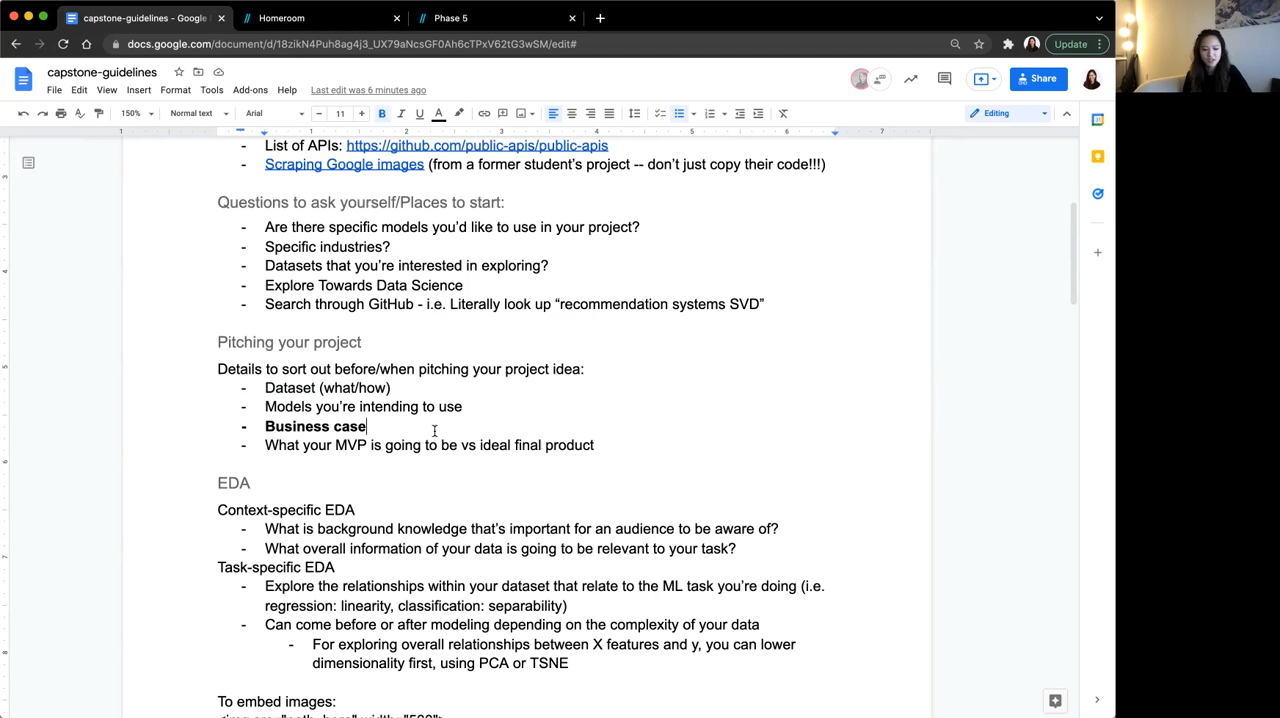 capstone-guidelines - Google
Homeroom
Phase 5
docs.google.com/document/d/18zikN4Puh8ag4j3_UX79aNcsGF0Ah6cTPxV62tG3wSM/edit#
Update
capstone-guidelines
File Edit View Insert Format Tools Add-ons Help Last edit was 6 minutes ago
Share
150% Normal text Arial 11 B I U A Editing
1 1 2 3 4 5 6 7
- List of APIs: https://github.com/public-apis/public-apis
- Scraping Google images (from a former student's project -- don't just copy their code!!!)
Questions to ask yourself/Places to start:
- Are there specific models you'd like to use in your project?
- Specific industries?
- Datasets that you're interested in exploring?
- Explore Towards Data Science
- Search through GitHub - i.e. Literally look up “recommendation systems SVD”
Pitching your project
Details to sort out before/when pitching your project idea:
- Dataset (what/how)
- Models you're intending to use
- Business case
- What your MVP is going to be vs ideal final product
EDA
Context-specific EDA
- What is background knowledge that's important for an audience to be aware of?
- What overall information of your data is going to be relevant to your task?
Task-specific EDA
- Explore the relationships within your dataset that relate to the ML task you're doing (i.e.
regression: linearity, classification: separability)
- Can come before or after modeling depending on the complexity of your data
- For exploring overall relationships between X features and y, you can lower
dimensionality first, using PCA or TSNE
To embed images: